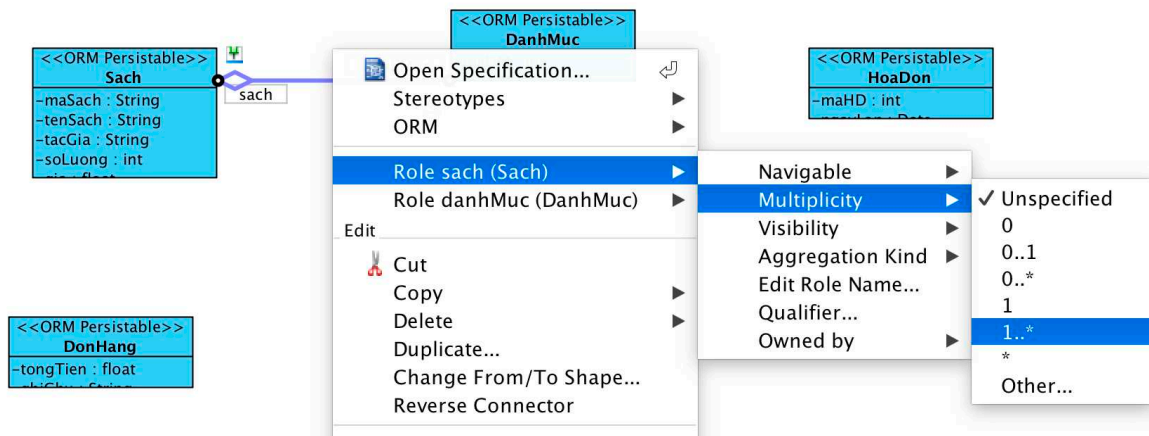 <<ORM Persistable>>
DanhMuc
<<ORM Persistable>>
Sach
-maSach : String
-tenSach : String
-tacGia : String
-soLuong : int
sach
<<ORM Persistable>>
HoaDon
-maHD : int
<<ORM Persistable>>
DonHang
-tongTien : float
Open Specification...
Stereotypes
ORM
Role sach (Sach)
Role danhMuc (DanhMuc)
Edit
Cut
Copy
Delete
Duplicate...
Change From/To Shape...
Reverse Connector
Navigable
Multiplicity
Visibility
Aggregation Kind
Edit Role Name...
Qualifier...
Owned by
Unspecified
0
0..1
0..*
1
1..*
*
Other...